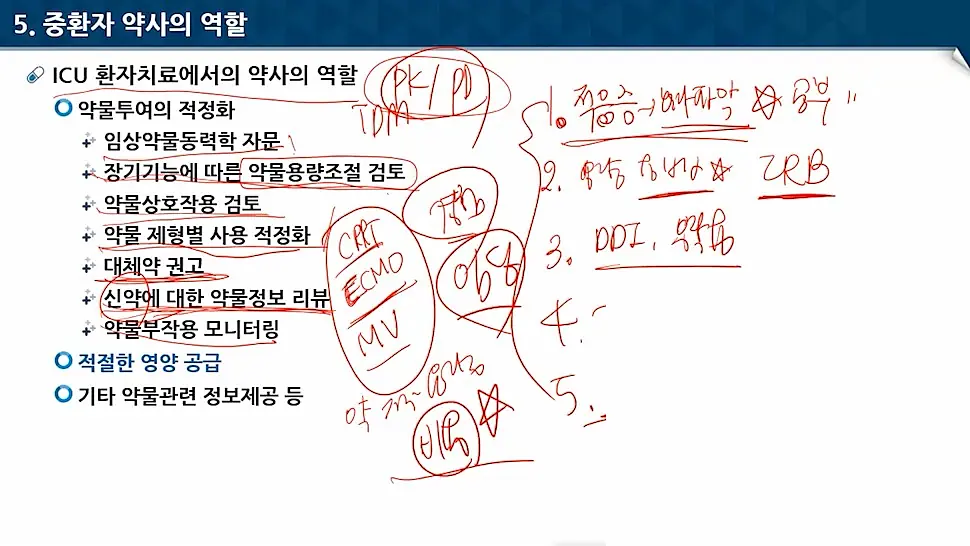 5. 중환자 약사의 역할
ICU 환자치료에서의 약사의 역할
약물투여의 적정화
임상약물동력학 자문
장기기능에 따른 약물용량조절 검토
약물상호작용 검토
약물 제형별 사용 적정화
대체약 권고
신약에 대한 약물정보 리뷰
약물부작용 모니터링
적절한 영양 공급
기타 약물관련 정보제공 등
PK/PD
TDM
ECMO
MV
1. 적응증→
2. 용량
3. DDI,
4.
5.